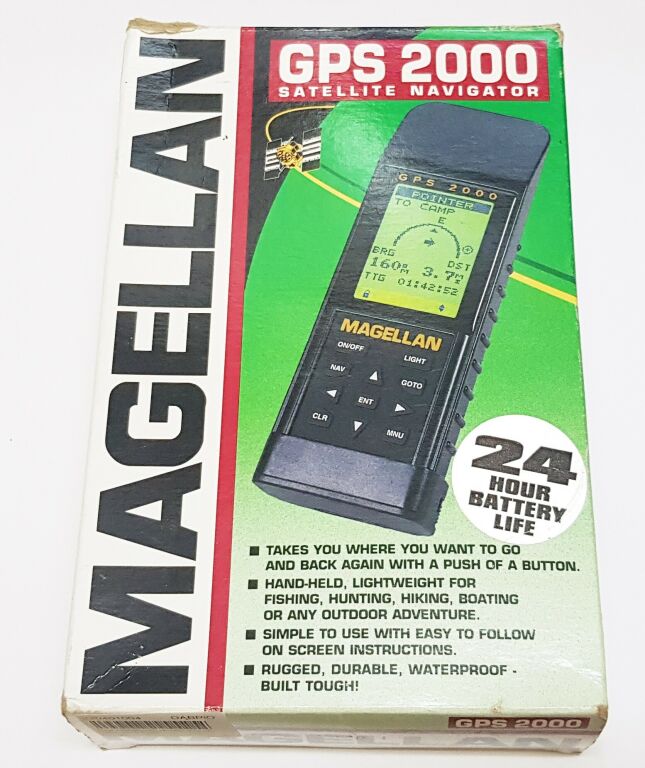 MAGELLAN
GPS 2000
SATELLITE NAVIGATOR
GPS 2000
POINTER
TO CAMP
E
BRG
DST
160°M 3.7MI
TTG 01:42:52
MAGELLAN
ON/OFF
LIGHT
NAV
GOTO
ENT
CLR
MNU
24
HOUR
BATTERY
LIFE
■ TAKES YOU WHERE YOU WANT TO GO
AND BACK AGAIN WITH A PUSH OF A BUTTON.
■ HAND-HELD, LIGHTWEIGHT FOR
FISHING, HUNTING, HIKING, BOATING
OR ANY OUTDOOR ADVENTURE.
■ SIMPLE TO USE WITH EASY TO FOLLOW
ON SCREEN INSTRUCTIONS.
■ RUGGED, DURABLE, WATERPROOF -
BUILT TOUGH!
GPS 2000
MAGELLAN